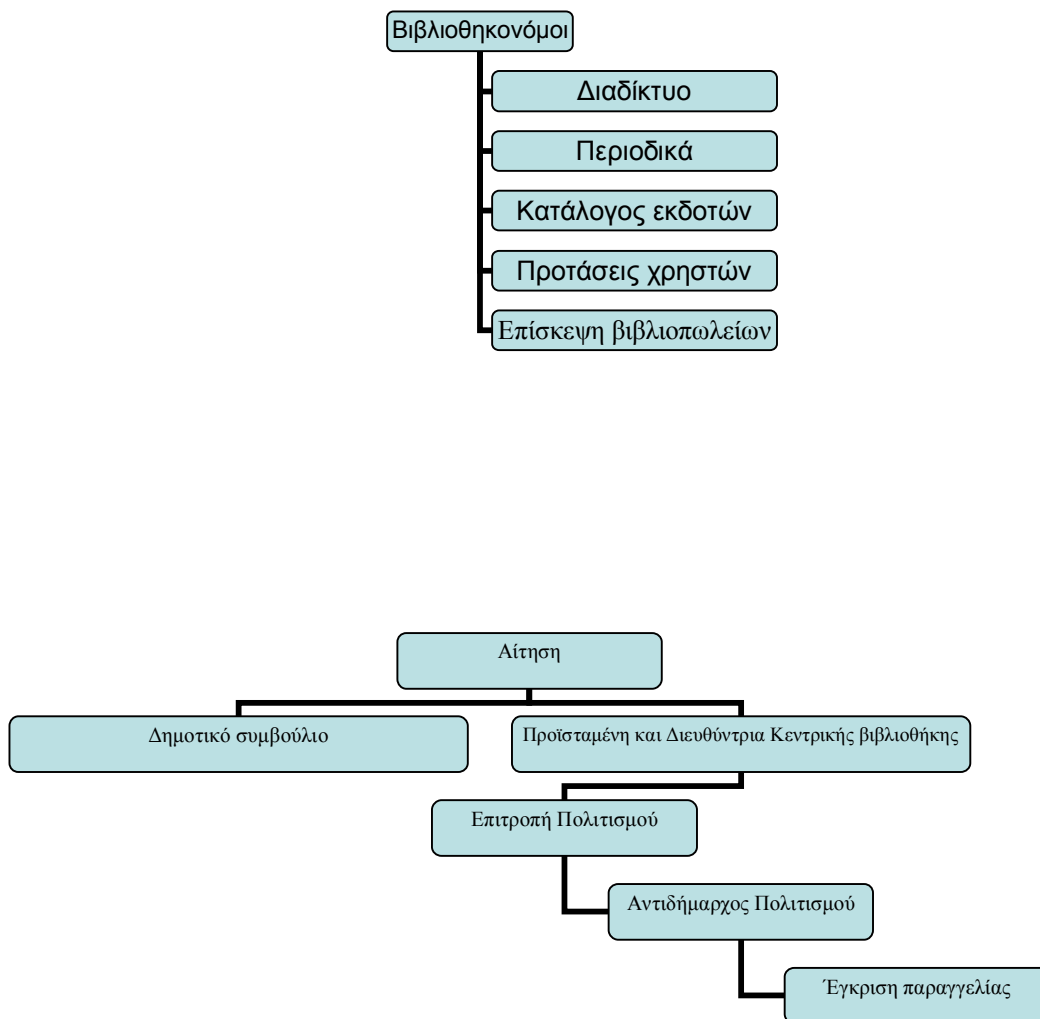 Βιβλιοθηκονόμοι
Διαδίκτυο
Περιοδικά
Κατάλογος εκδοτών
Προτάσεις χρηστών
Επίσκεψη βιβλιοπωλείων
Αίτηση
Δημοτικό συμβούλιο
Προϊσταμένη και Διευθύντρια Κεντρικής βιβλιοθήκης
Επιτροπή Πολιτισμού
Αντιδήμαρχος Πολιτισμού
Έγκριση παραγγελίας